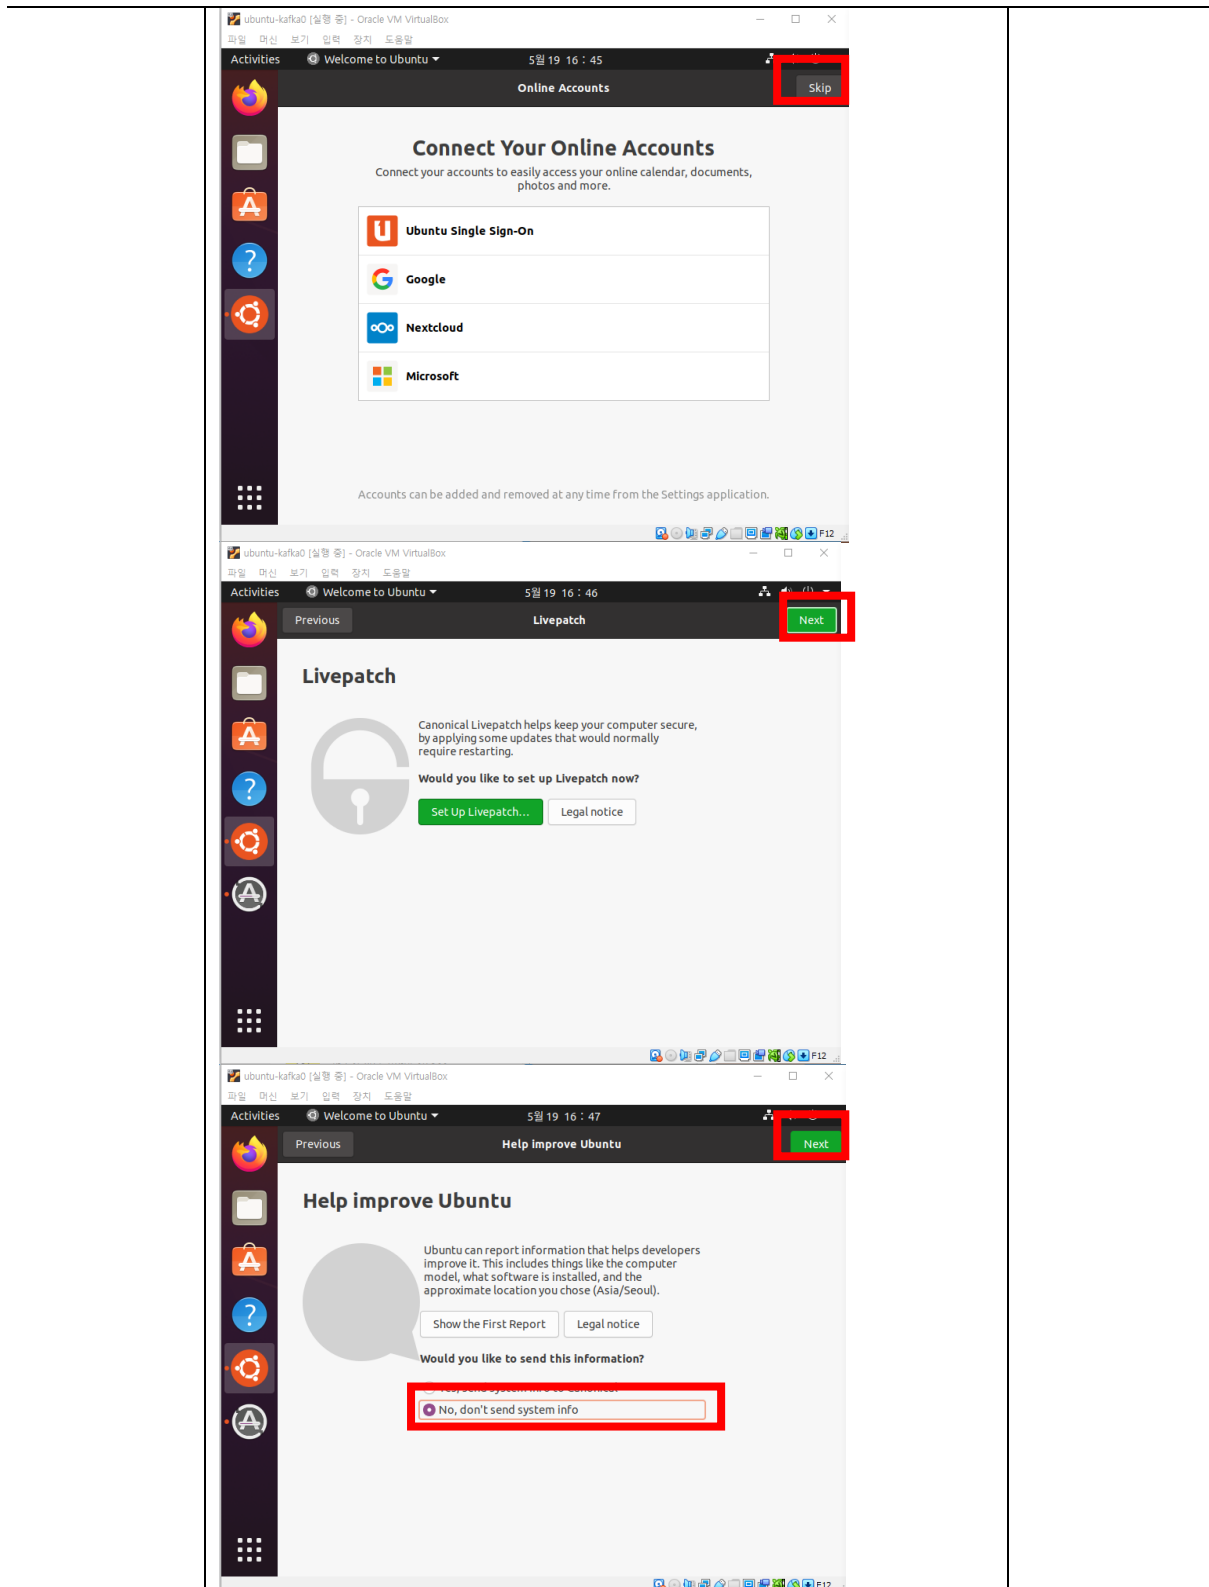 ubuntu-kafka0 [실행 중] - Oracle VM VirtualBox
파일 머신 보기 입력 장치 도움말
Activities Welcome to Ubuntu 5월 19 16 : 45
Online Accounts Skip
Connect Your Online Accounts
Connect your accounts to easily access your online calendar, documents,
photos and more.
Ubuntu Single Sign-On
Google
Nextcloud
Microsoft
Accounts can be added and removed at any time from the Settings application.
F12
ubuntu-kafka0 [실행 중] - Oracle VM VirtualBox
파일 머신 보기 입력 장치 도움말
Activities Welcome to Ubuntu 5월 19 16 : 46
Previous Livepatch Next
Livepatch
Canonical Livepatch helps keep your computer secure,
by applying some updates that would normally
require restarting.
Would you like to set up Livepatch now?
Set Up Livepatch... Legal notice
F12
ubuntu-kafka0 [실행 중] - Oracle VM VirtualBox
파일 머신 보기 입력 장치 도움말
Activities Welcome to Ubuntu 5월 19 16 : 47
Previous Help improve Ubuntu Next
Help improve Ubuntu
Ubuntu can report information that helps developers
improve it. This includes things like the computer
model, what software is installed, and the
approximate location you chose (Asia/Seoul).
Show the First Report Legal notice
Would you like to send this information?
Yes, send system info to Canonical
No, don't send system info
F12